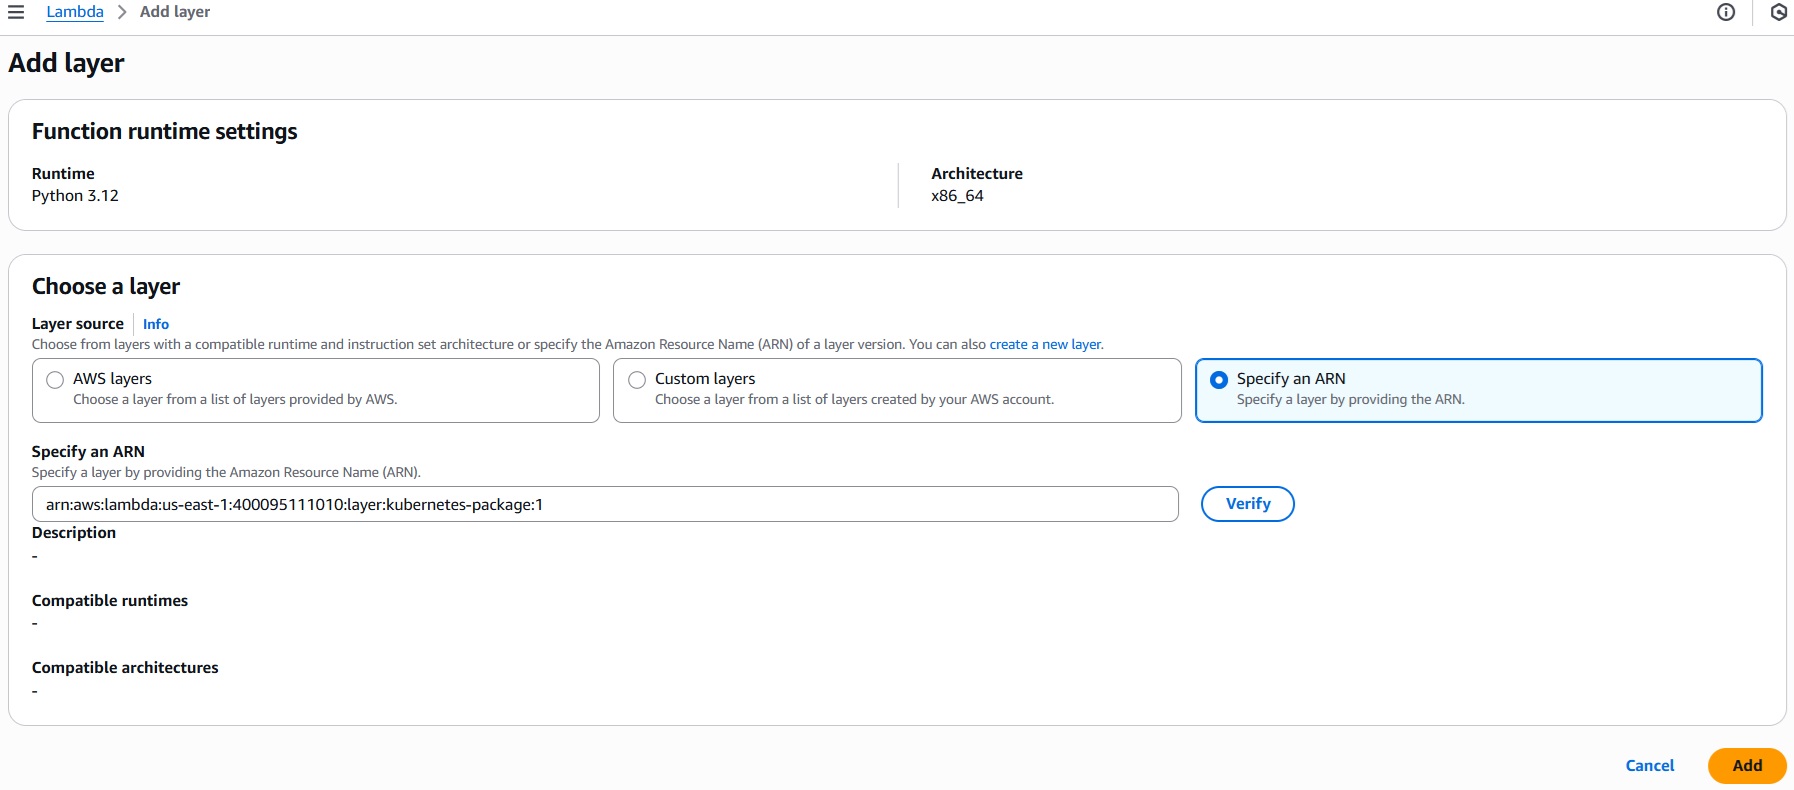 Lambda > Add layer
Add layer
Function runtime settings
Runtime
Python 3.12
Architecture
x86_64
Choose a layer
Layer source Info
Choose from layers with a compatible runtime and instruction set architecture or specify the Amazon Resource Name (ARN) of a layer version. You can also create a new layer.
AWS layers
Choose a layer from a list of layers provided by AWS.
Custom layers
Choose a layer from a list of layers created by your AWS account.
Specify an ARN
Specify a layer by providing the ARN.
Specify an ARN
Specify a layer by providing the Amazon Resource Name (ARN).
arn:aws:lambda:us-east-1:400095111010:layer:kubernetes-package:1
Verify
Description
-
Compatible runtimes
-
Compatible architectures
-
Cancel Add